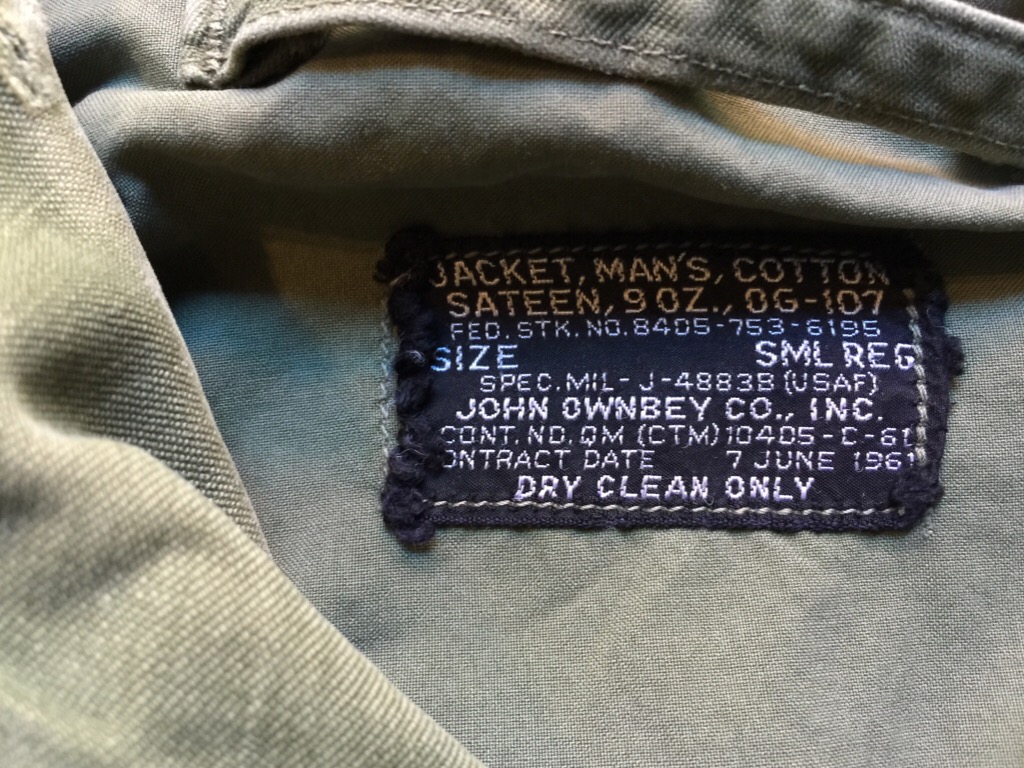 JACKET, MAN'S, COTTON
SATEEN, 9 OZ., OG-107
FED. STK. NO. 8405-753-6195
SIZE SML REG
SPEC. MIL-J-4883B (USAF)
JOHN OWNBEY CO., INC.
CONT. NO. QM (CTM) 10405-C-61
ONTRACT DATE 7 JUNE 1961
DRY CLEAN ONLY